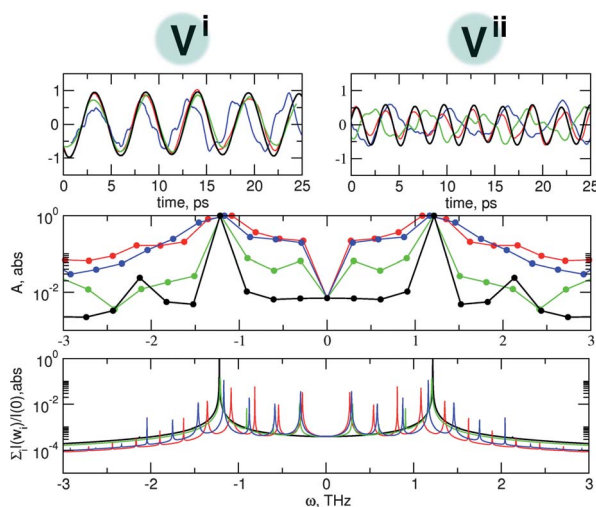 V i
V ii
1
0
-1
0 5 10 15 20 25
time, ps
1
0
1
0 5 10 15 20 25
time, ps
A, abs
10^0
10^-2
-3 -2 -1 0 1 2 3
Σ_i I(w_i)/I(0),abs
10^0
10^-2
10^-4
-3 -2 -1 0 1 2 3
ω, THz